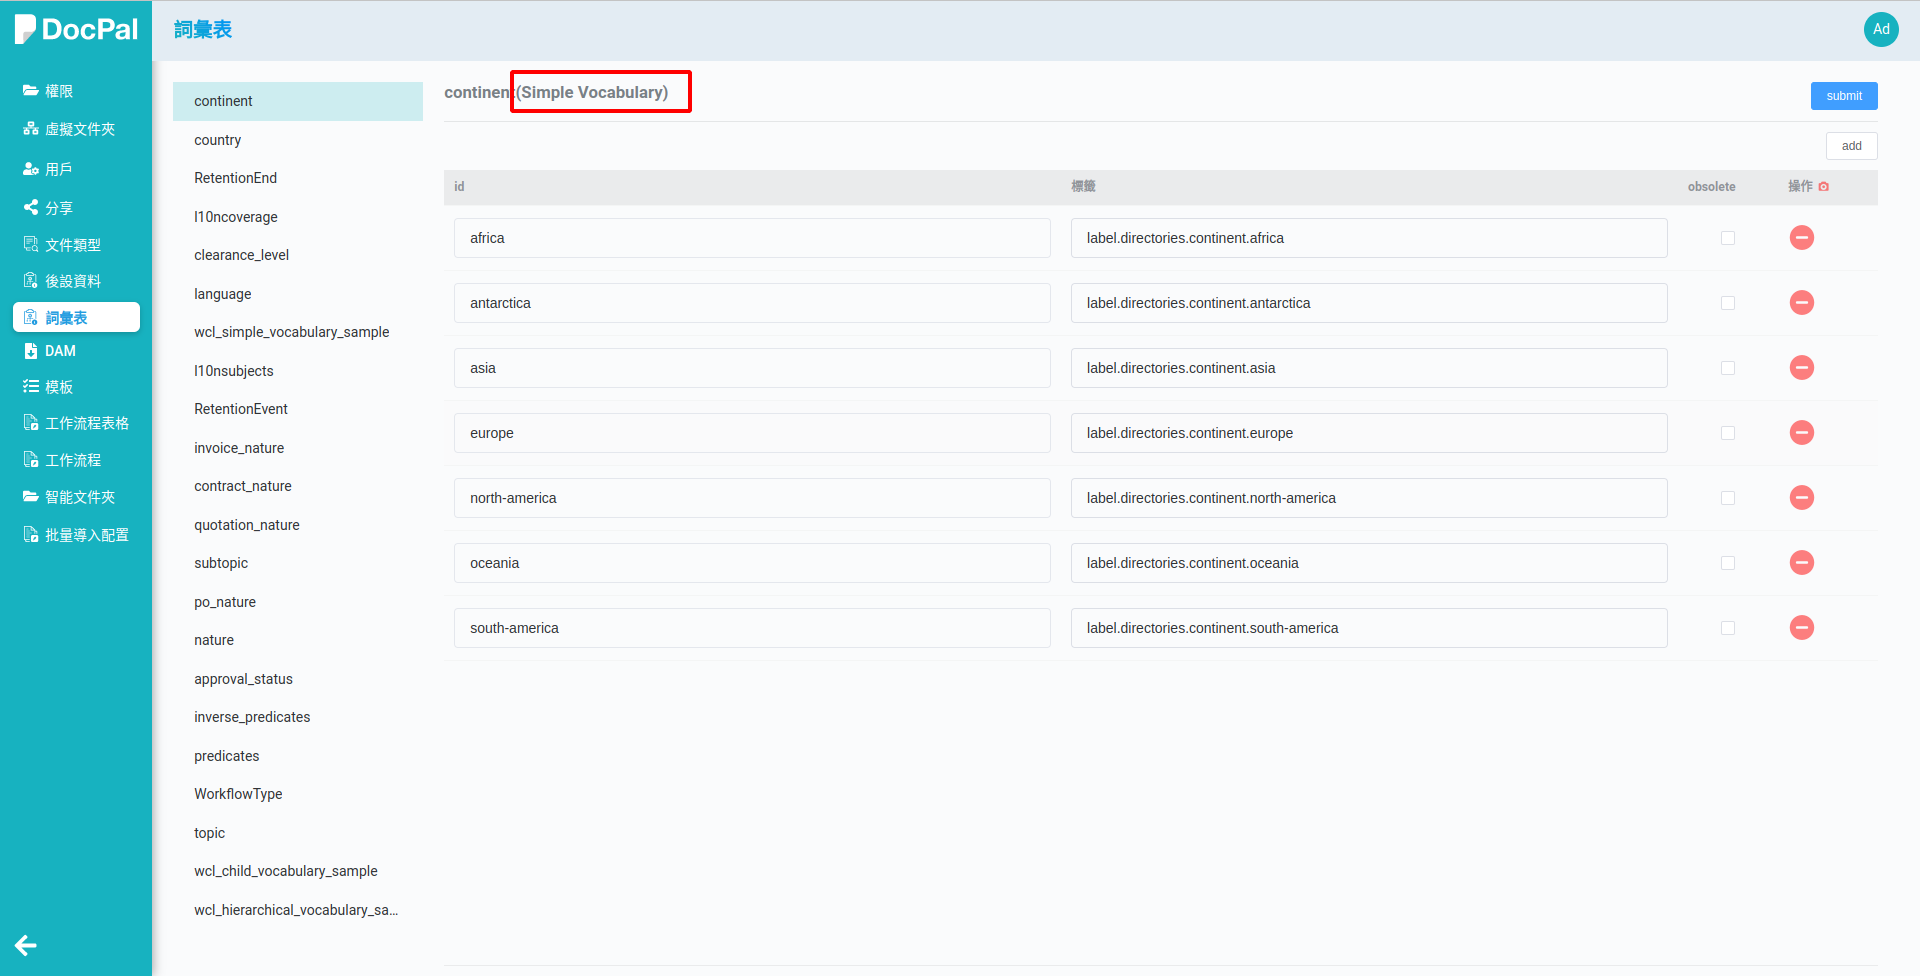 DocPal
詞彙表
Ad
權限
虛擬文件夾
用戶
分享
文件類型
後設資料
詞彙表
DAM
模板
工作流程表格
工作流程
智能文件夾
批量導入配置
continent
country
RetentionEnd
l10ncoverage
clearance_level
language
wcl_simple_vocabulary_sample
l10nsubjects
RetentionEvent
invoice_nature
contract_nature
quotation_nature
subtopic
po_nature
nature
approval_status
inverse_predicates
predicates
WorkflowType
topic
wcl_child_vocabulary_sample
wcl_hierarchical_vocabulary_sa...
continent(Simple Vocabulary)
submit
add
id 標籤 obsolete 操作
africa label.directories.continent.africa
antarctica label.directories.continent.antarctica
asia label.directories.continent.asia
europe label.directories.continent.europe
north-america label.directories.continent.north-america
oceania label.directories.continent.oceania
south-america label.directories.continent.south-america